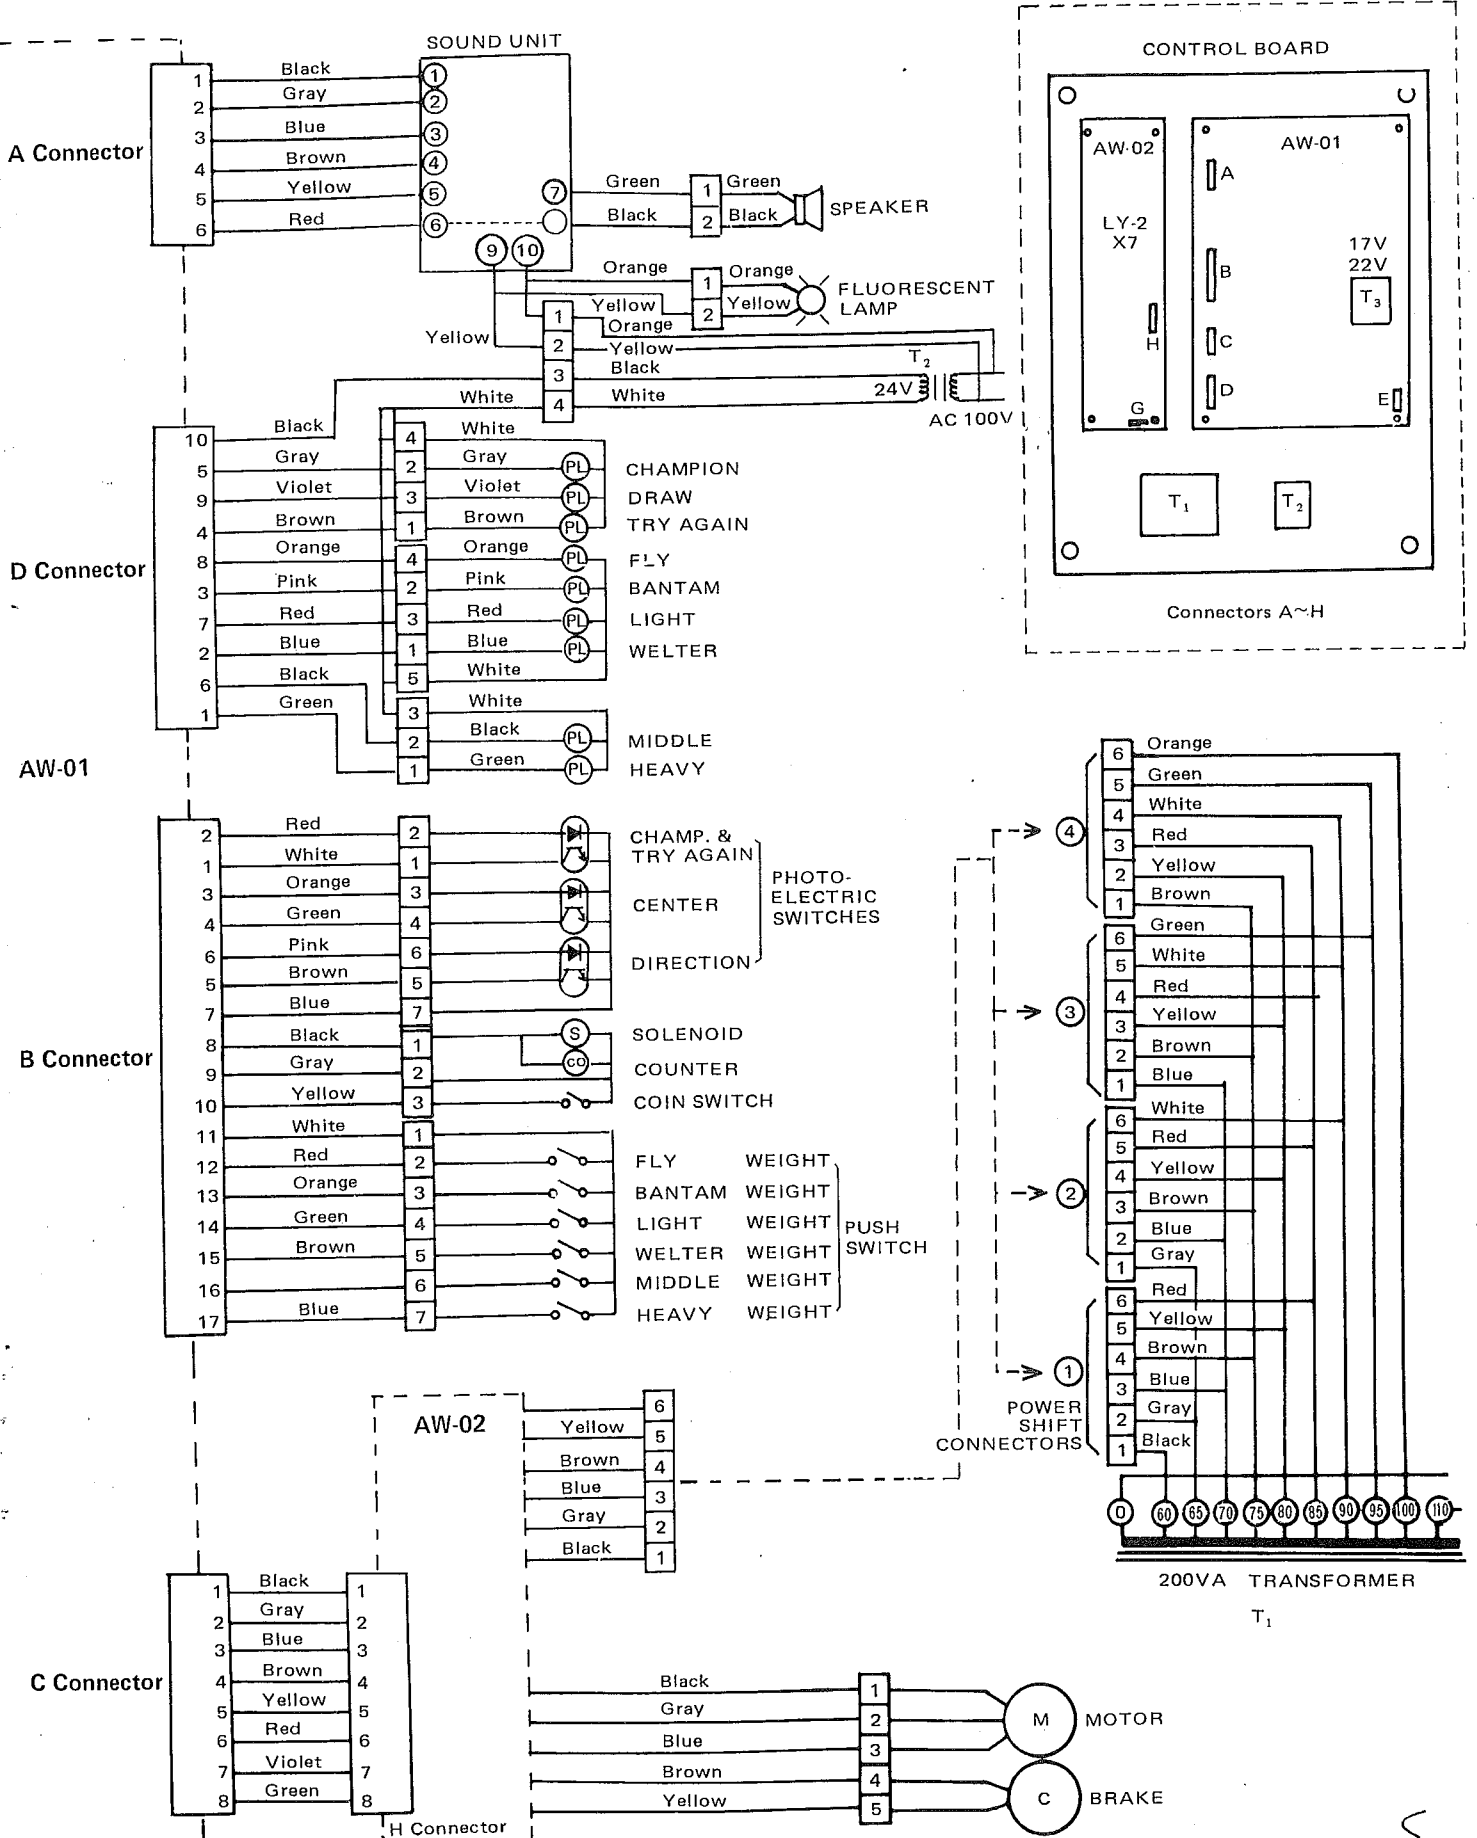 SOUND UNIT
A Connector
1 Black 1
2 Gray 2
3 Blue 3
4 Brown 4
5 Yellow 5
6 Red 6
7 Green 1 Green
Black 2 Black
SPEAKER
9 10
Orange 1 Orange
Yellow 2 Yellow
FLUORESCENT
LAMP
1 Orange
Yellow 2 Yellow
3 Black
White 4 White
T2
24V
AC 100V
D Connector
10 Black
4 White
5 Gray 2 Gray PL CHAMPION
9 Violet 3 Violet PL DRAW
4 Brown 1 Brown PL TRY AGAIN
8 Orange 4 Orange PL FLY
3 Pink 2 Pink PL BANTAM
7 Red 3 Red PL LIGHT
2 Blue 1 Blue PL WELTER
5 White
6 Black
1 Green
3 White
2 Black PL MIDDLE
1 Green PL HEAVY
AW-01
B Connector
2 Red 2
1 White 1
CHAMP. &
TRY AGAIN
3 Orange 3
4 Green 4
CENTER
6 Pink 6
5 Brown 5
DIRECTION
PHOTO-
ELECTRIC
SWITCHES
7 Blue 7
8 Black 1 S SOLENOID
9 Gray 2 CO COUNTER
10 Yellow 3 COIN SWITCH
11 White 1
12 Red 2 FLY WEIGHT
13 Orange 3 BANTAM WEIGHT
14 Green 4 LIGHT WEIGHT
15 Brown 5 WELTER WEIGHT
16 6 MIDDLE WEIGHT
17 Blue 7 HEAVY WEIGHT
PUSH
SWITCH
AW-02
6
Yellow 5
Brown 4
Blue 3
Gray 2
Black 1
C Connector
1 Black 1
2 Gray 2
3 Blue 3
4 Brown 4
5 Yellow 5
6 Red 6
7 Violet 7
8 Green 8
H Connector
Black 1
Gray 2
Blue 3
M MOTOR
Brown 4
Yellow 5
C BRAKE
CONTROL BOARD
AW-02
LY-2
X7
H
G
AW-01
A
B
C
D
E
17V
22V
T3
T1
T2
Connectors A~H
4
6 Orange
5 Green
4 White
3 Red
2 Yellow
1 Brown
3
6 Green
5 White
4 Red
3 Yellow
2 Brown
1 Blue
2
6 White
5 Red
4 Yellow
3 Brown
2 Blue
1 Gray
1
6 Red
5 Yellow
4 Brown
3 Blue
2 Gray
1 Black
POWER
SHIFT
CONNECTORS
0 60 65 70 75 80 85 90 95 100 110
200VA TRANSFORMER
T1